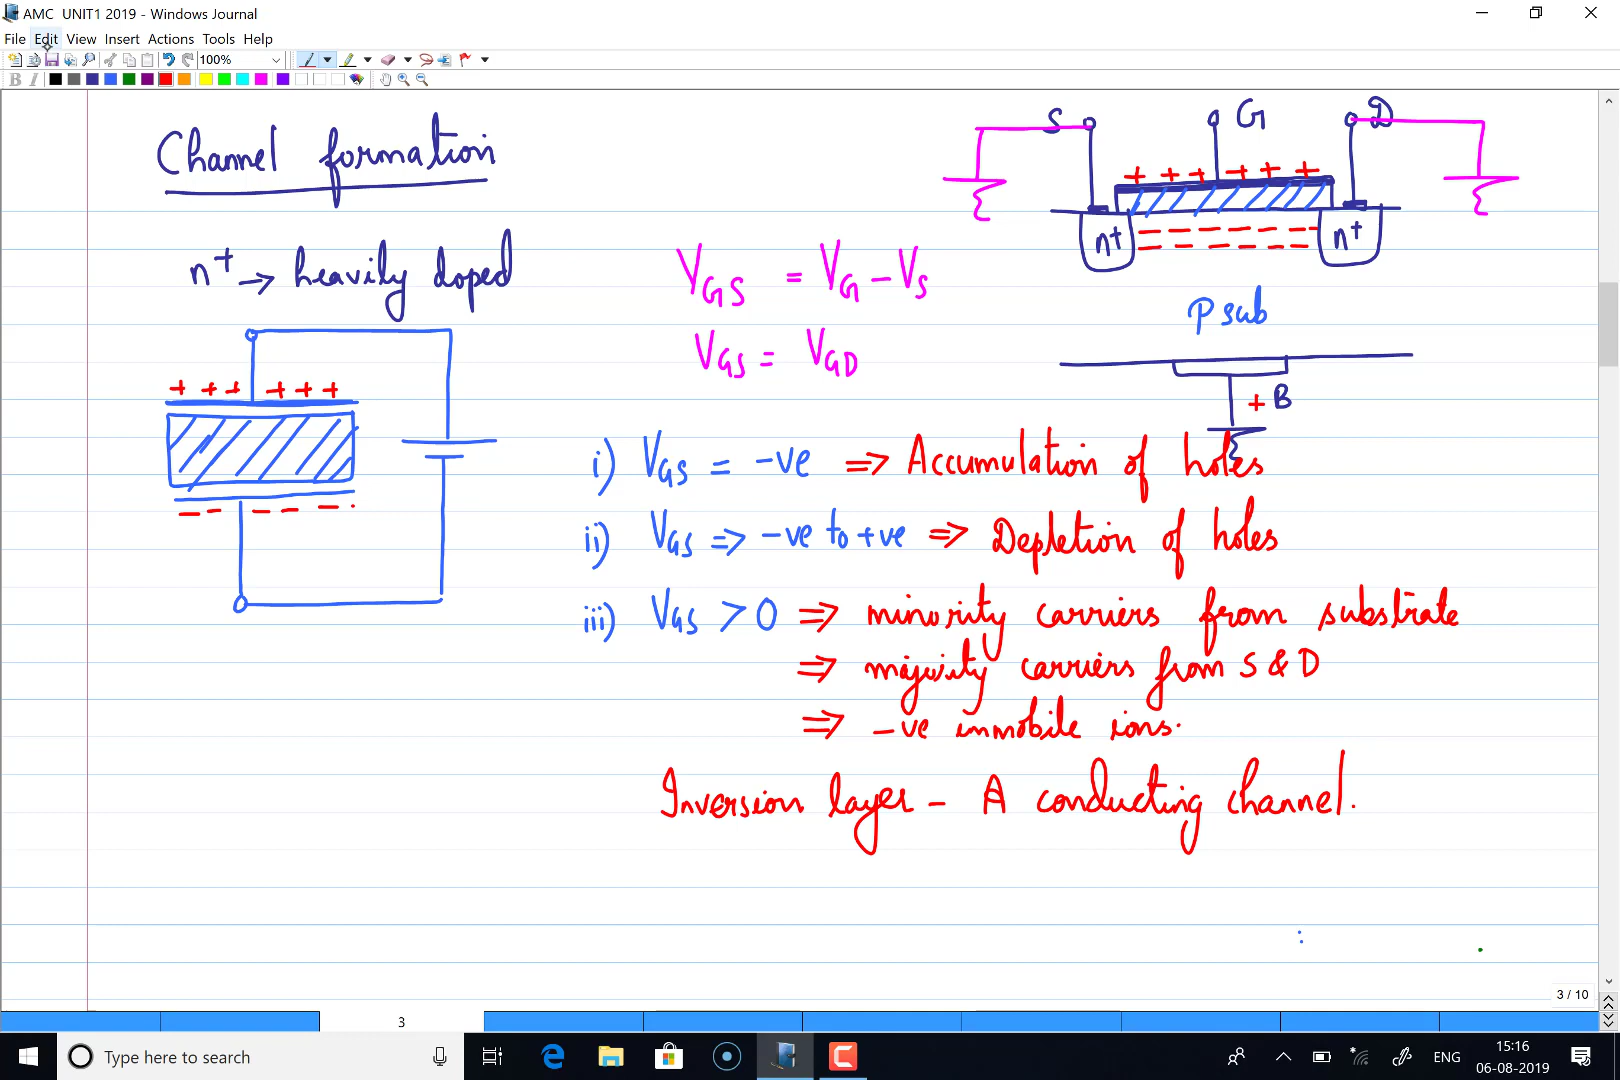 AMC UNIT1 2019 - Windows Journal
File Edit View Insert Actions Tools Help
100%
B I
Channel formation
n+ → heavily doped
+ + + + + +
S G D
+ + + + + +
n+ n+
P sub
+ B
VGS = VG - VS
VGS = VGD
i) VGS = -ve ⇒ Accumulation of holes
ii) VGS ⇒ -ve to +ve ⇒ Depletion of holes
iii) VGS > 0 ⇒ minority carriers from substrate
⇒ majority carriers from S & D
⇒ -ve immobile ions.
Inversion layer - A conducting channel.
3 / 10
3
Type here to search
ENG
15:16
06-08-2019